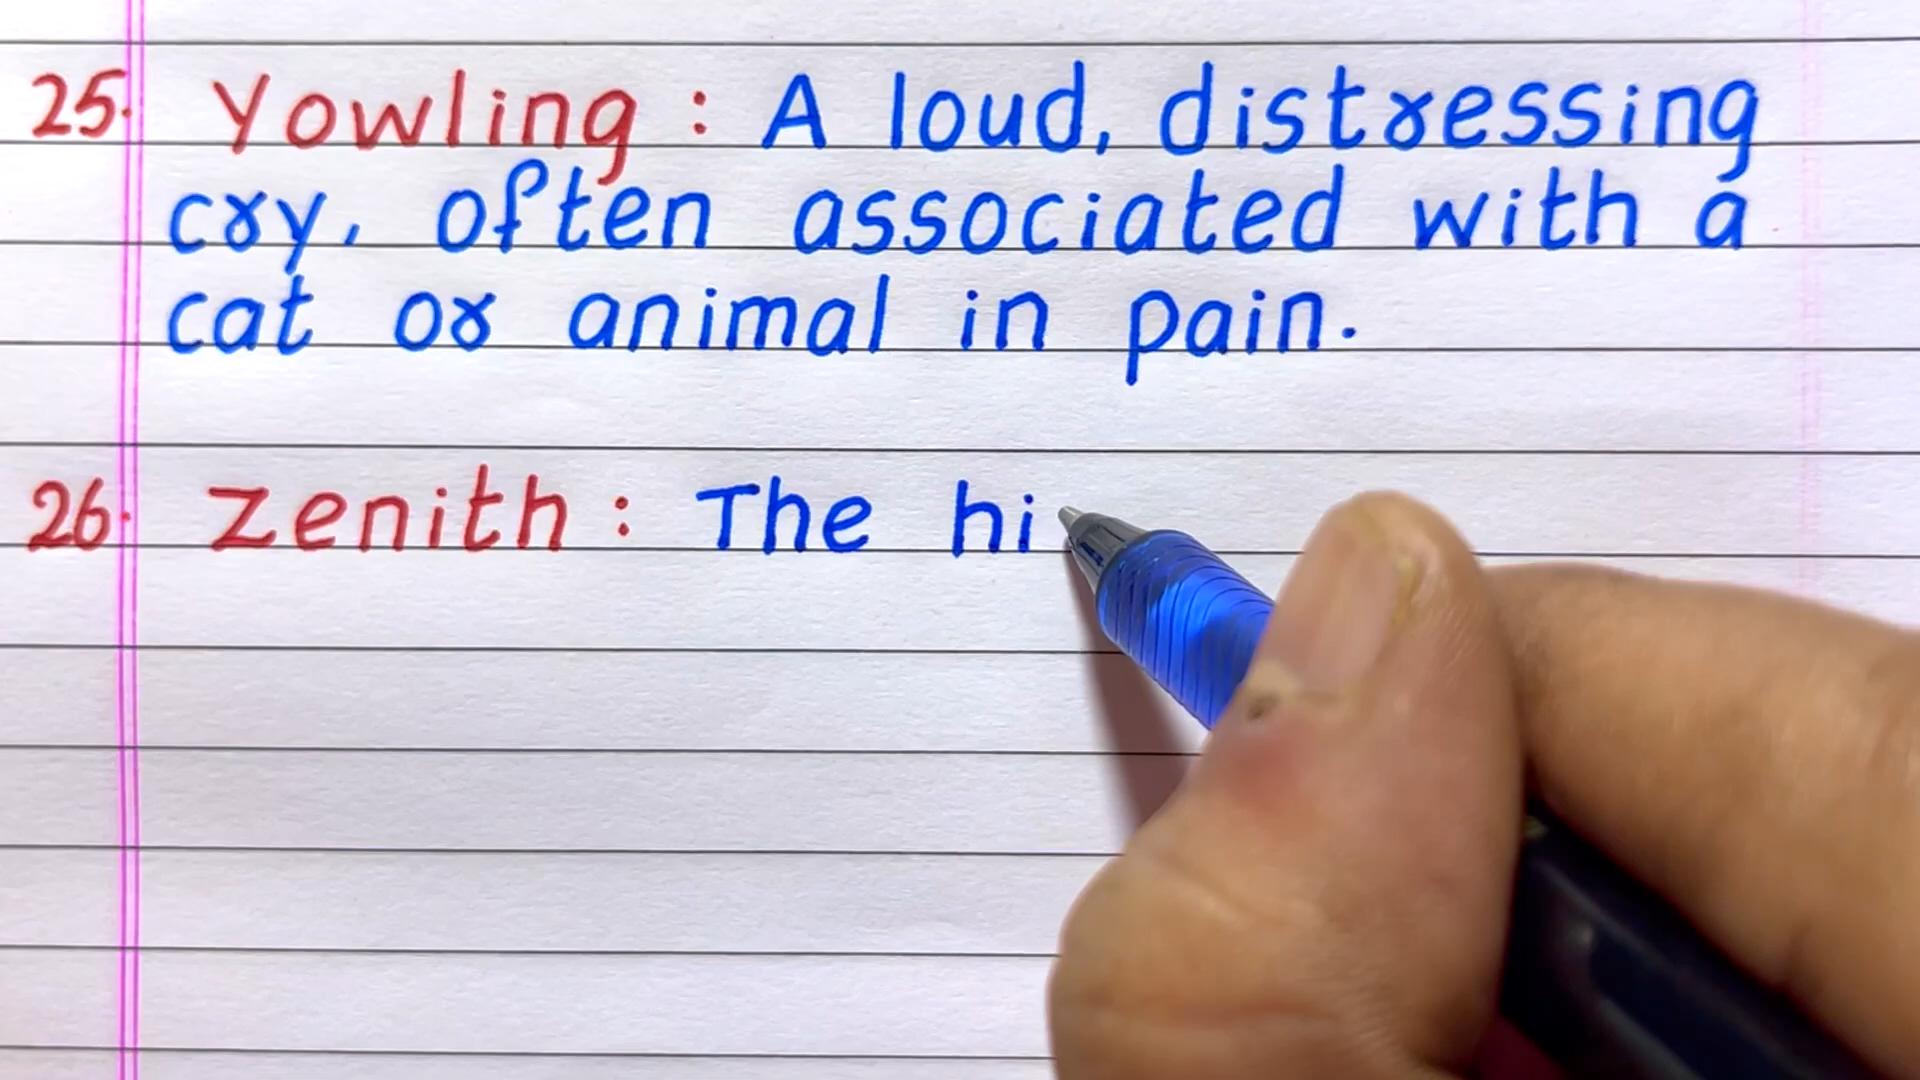 25. Yowling : A loud, distressing
cry, often associated with a
cat or animal in pain.
26. Zenith : The hi